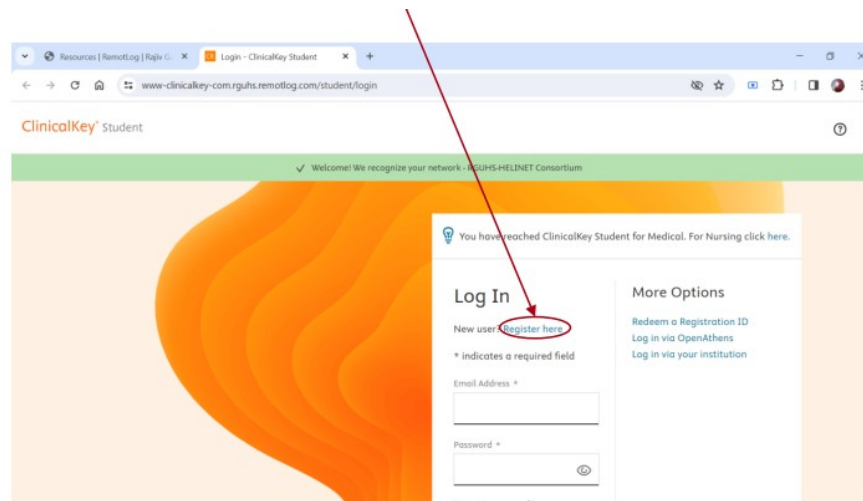 Resources | RemotLog | Rajiv G
Login - ClinicalKey Student
www-clinicalkey-com.rguhs.remotlog.com/student/login
ClinicalKey® Student
✓ Welcome! We recognize your network - RGUHS-HELINET Consortium
You have reached ClinicalKey Student for Medical. For Nursing click here.
Log In
New user? Register here
* indicates a required field
Email Address *
Password *
More Options
Redeem a Registration ID
Log in via OpenAthens
Log in via your institution